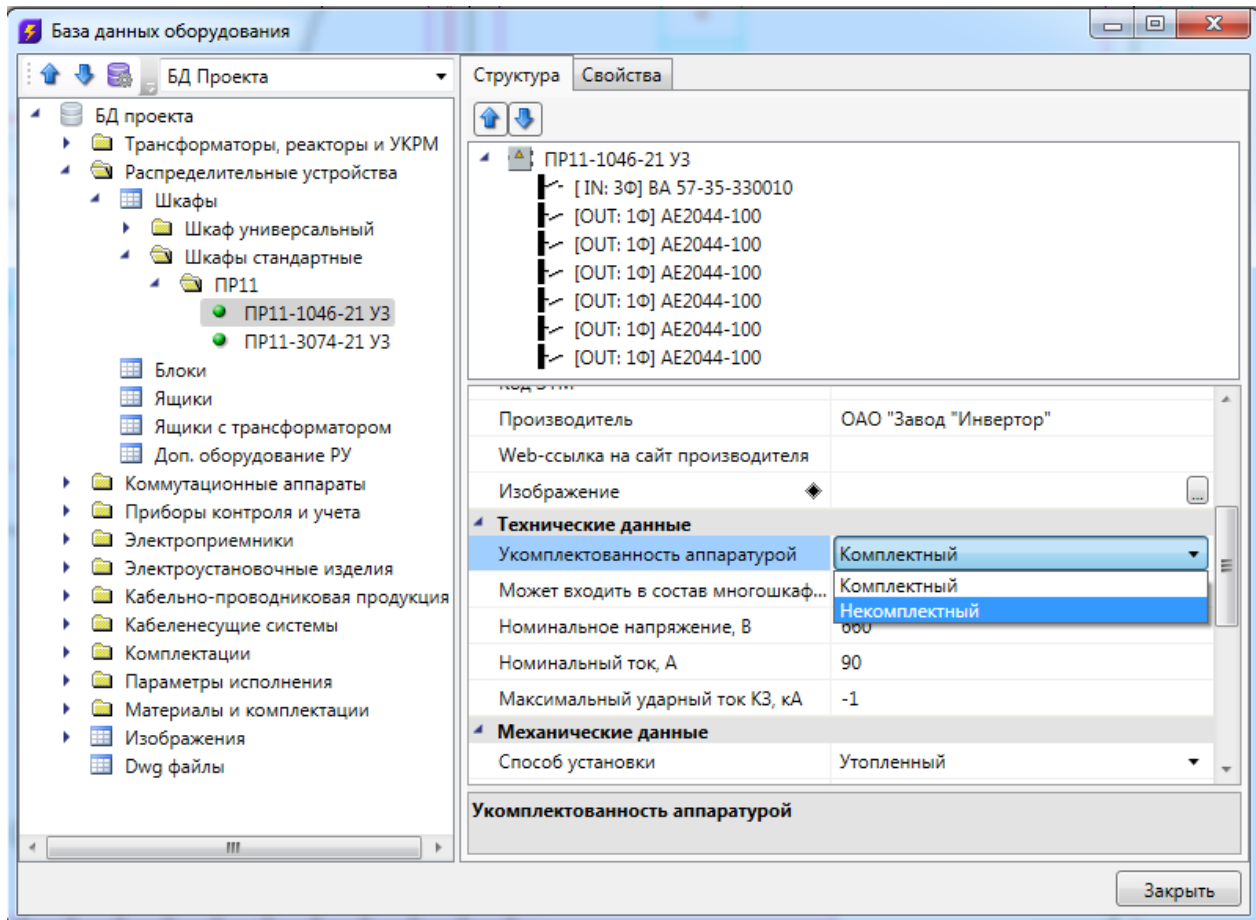 База данных оборудования
БД Проекта
БД проекта
Трансформаторы, реакторы и УКРМ
Распределительные устройства
Шкафы
Шкаф универсальный
Шкафы стандартные
ПР11
ПР11-1046-21 У3
ПР11-3074-21 У3
Блоки
Ящики
Ящики с трансформатором
Доп. оборудование РУ
Коммутационные аппараты
Приборы контроля и учета
Электроприемники
Электроустановочные изделия
Кабельно-проводниковая продукция
Кабеленесущие системы
Комплектации
Параметры исполнения
Материалы и комплектации
Изображения
Dwg файлы
Структура Свойства
ПР11-1046-21 У3
[ IN: 3Ф] ВА 57-35-330010
[OUT: 1Ф] АЕ2044-100
[OUT: 1Ф] АЕ2044-100
[OUT: 1Ф] АЕ2044-100
[OUT: 1Ф] АЕ2044-100
[OUT: 1Ф] АЕ2044-100
[OUT: 1Ф] АЕ2044-100
Производитель ОАО "Завод "Инвертор"
Web-ссылка на сайт производителя
Изображение ...
Технические данные
Укомплектованность аппаратурой Комплектный
Комплектный
Некомплектный
Может входить в состав многошкаф...
Номинальное напряжение, В 660
Номинальный ток, А 90
Максимальный ударный ток КЗ, кА -1
Механические данные
Способ установки Утопленный
Укомплектованность аппаратурой
Закрыть